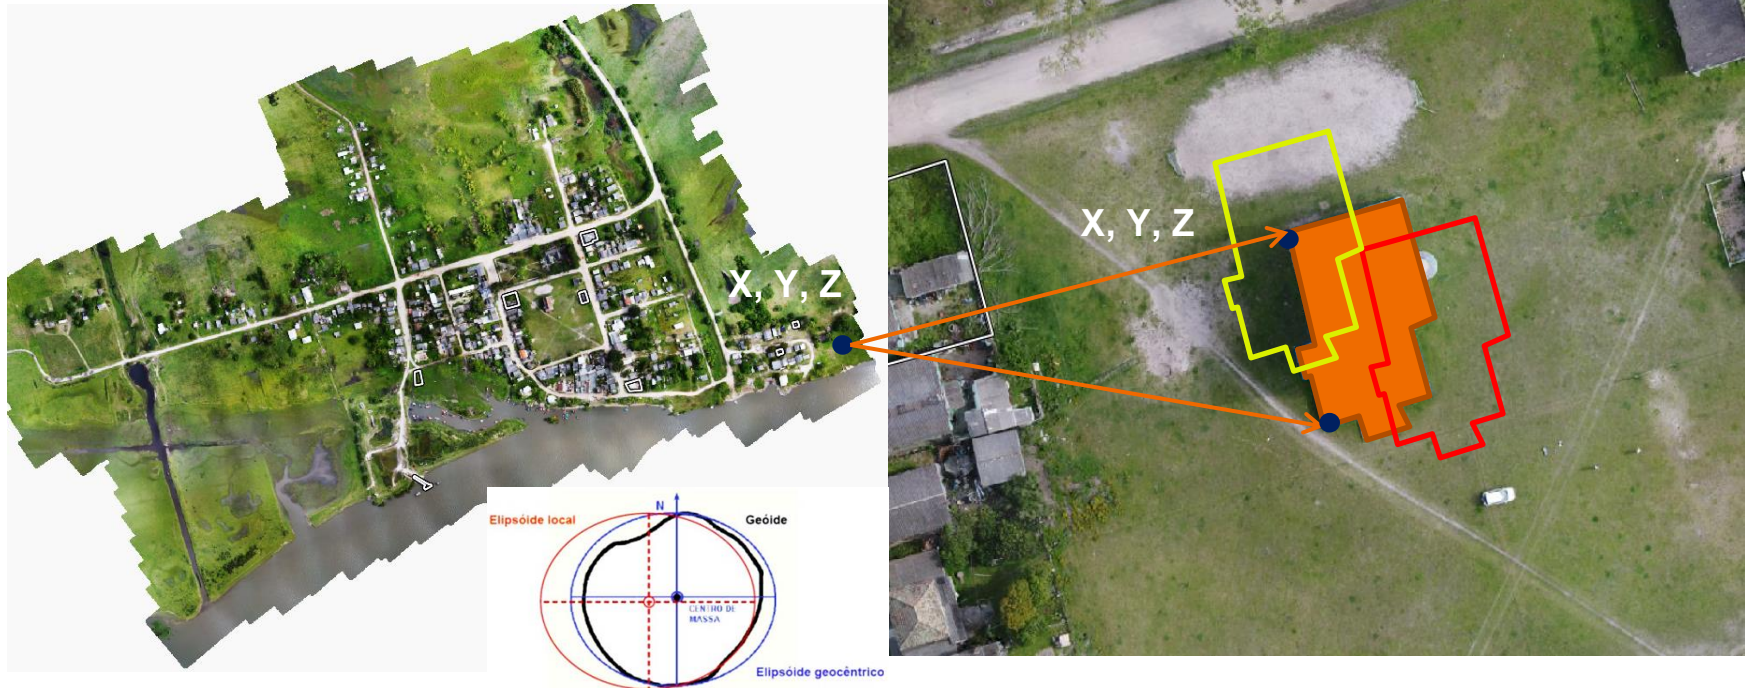 X, Y, Z
X, Y, Z
N
Elipsóide local
Geóide
CENTRO DE
MASSA
Elipsóide geocêntrico